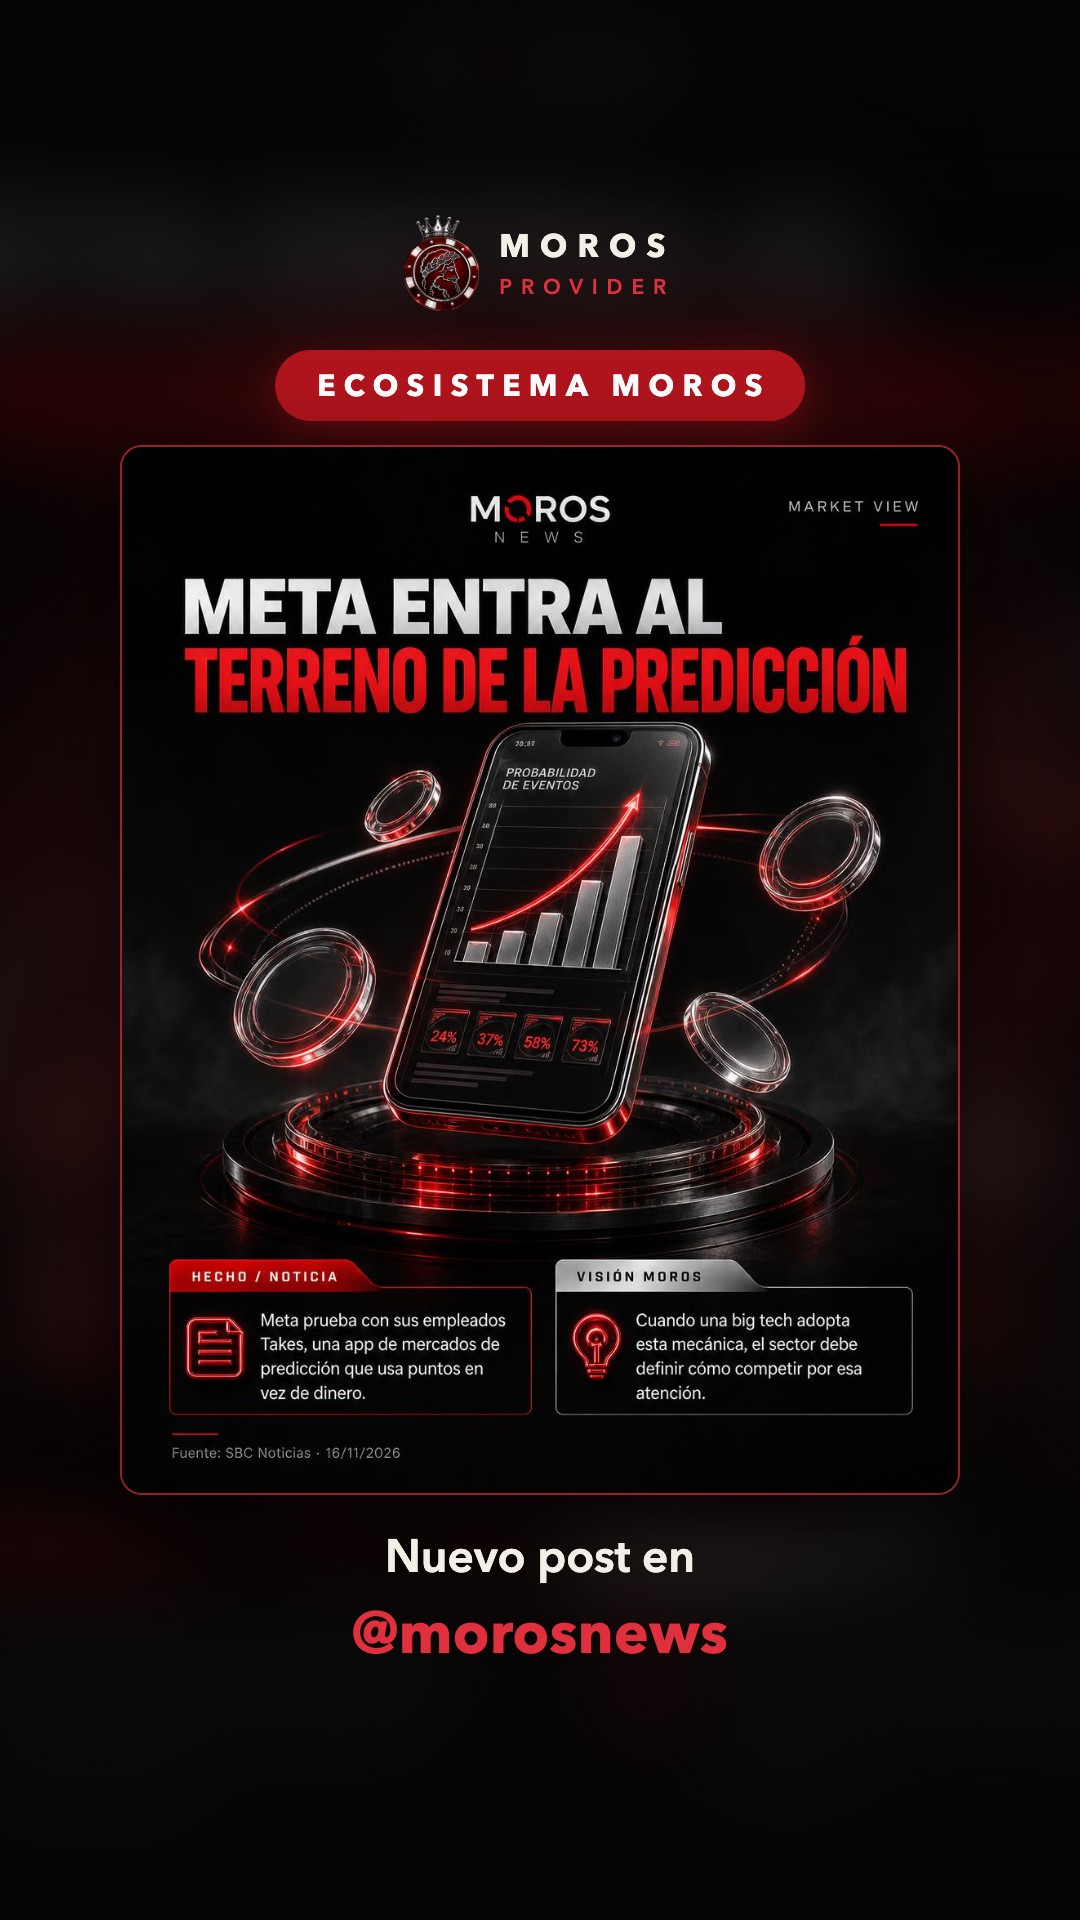 MOROS
PROVIDER
ECOSISTEMA MOROS
MOROS
NEWS
MARKET VIEW
META ENTRA AL
TERRENO DE LA PREDICCIÓN
PROBABILIDAD
DE EVENTOS
24% 37% 58% 73%
HECHO / NOTICIA
Meta prueba con sus empleados
Takes, una app de mercados de
predicción que usa puntos en
vez de dinero.
VISIÓN MOROS
Cuando una big tech adopta
esta mecánica, el sector debe
definir cómo competir por esa
atención.
Fuente: SBC Noticias · 16/11/2026
Nuevo post en
@morosnews